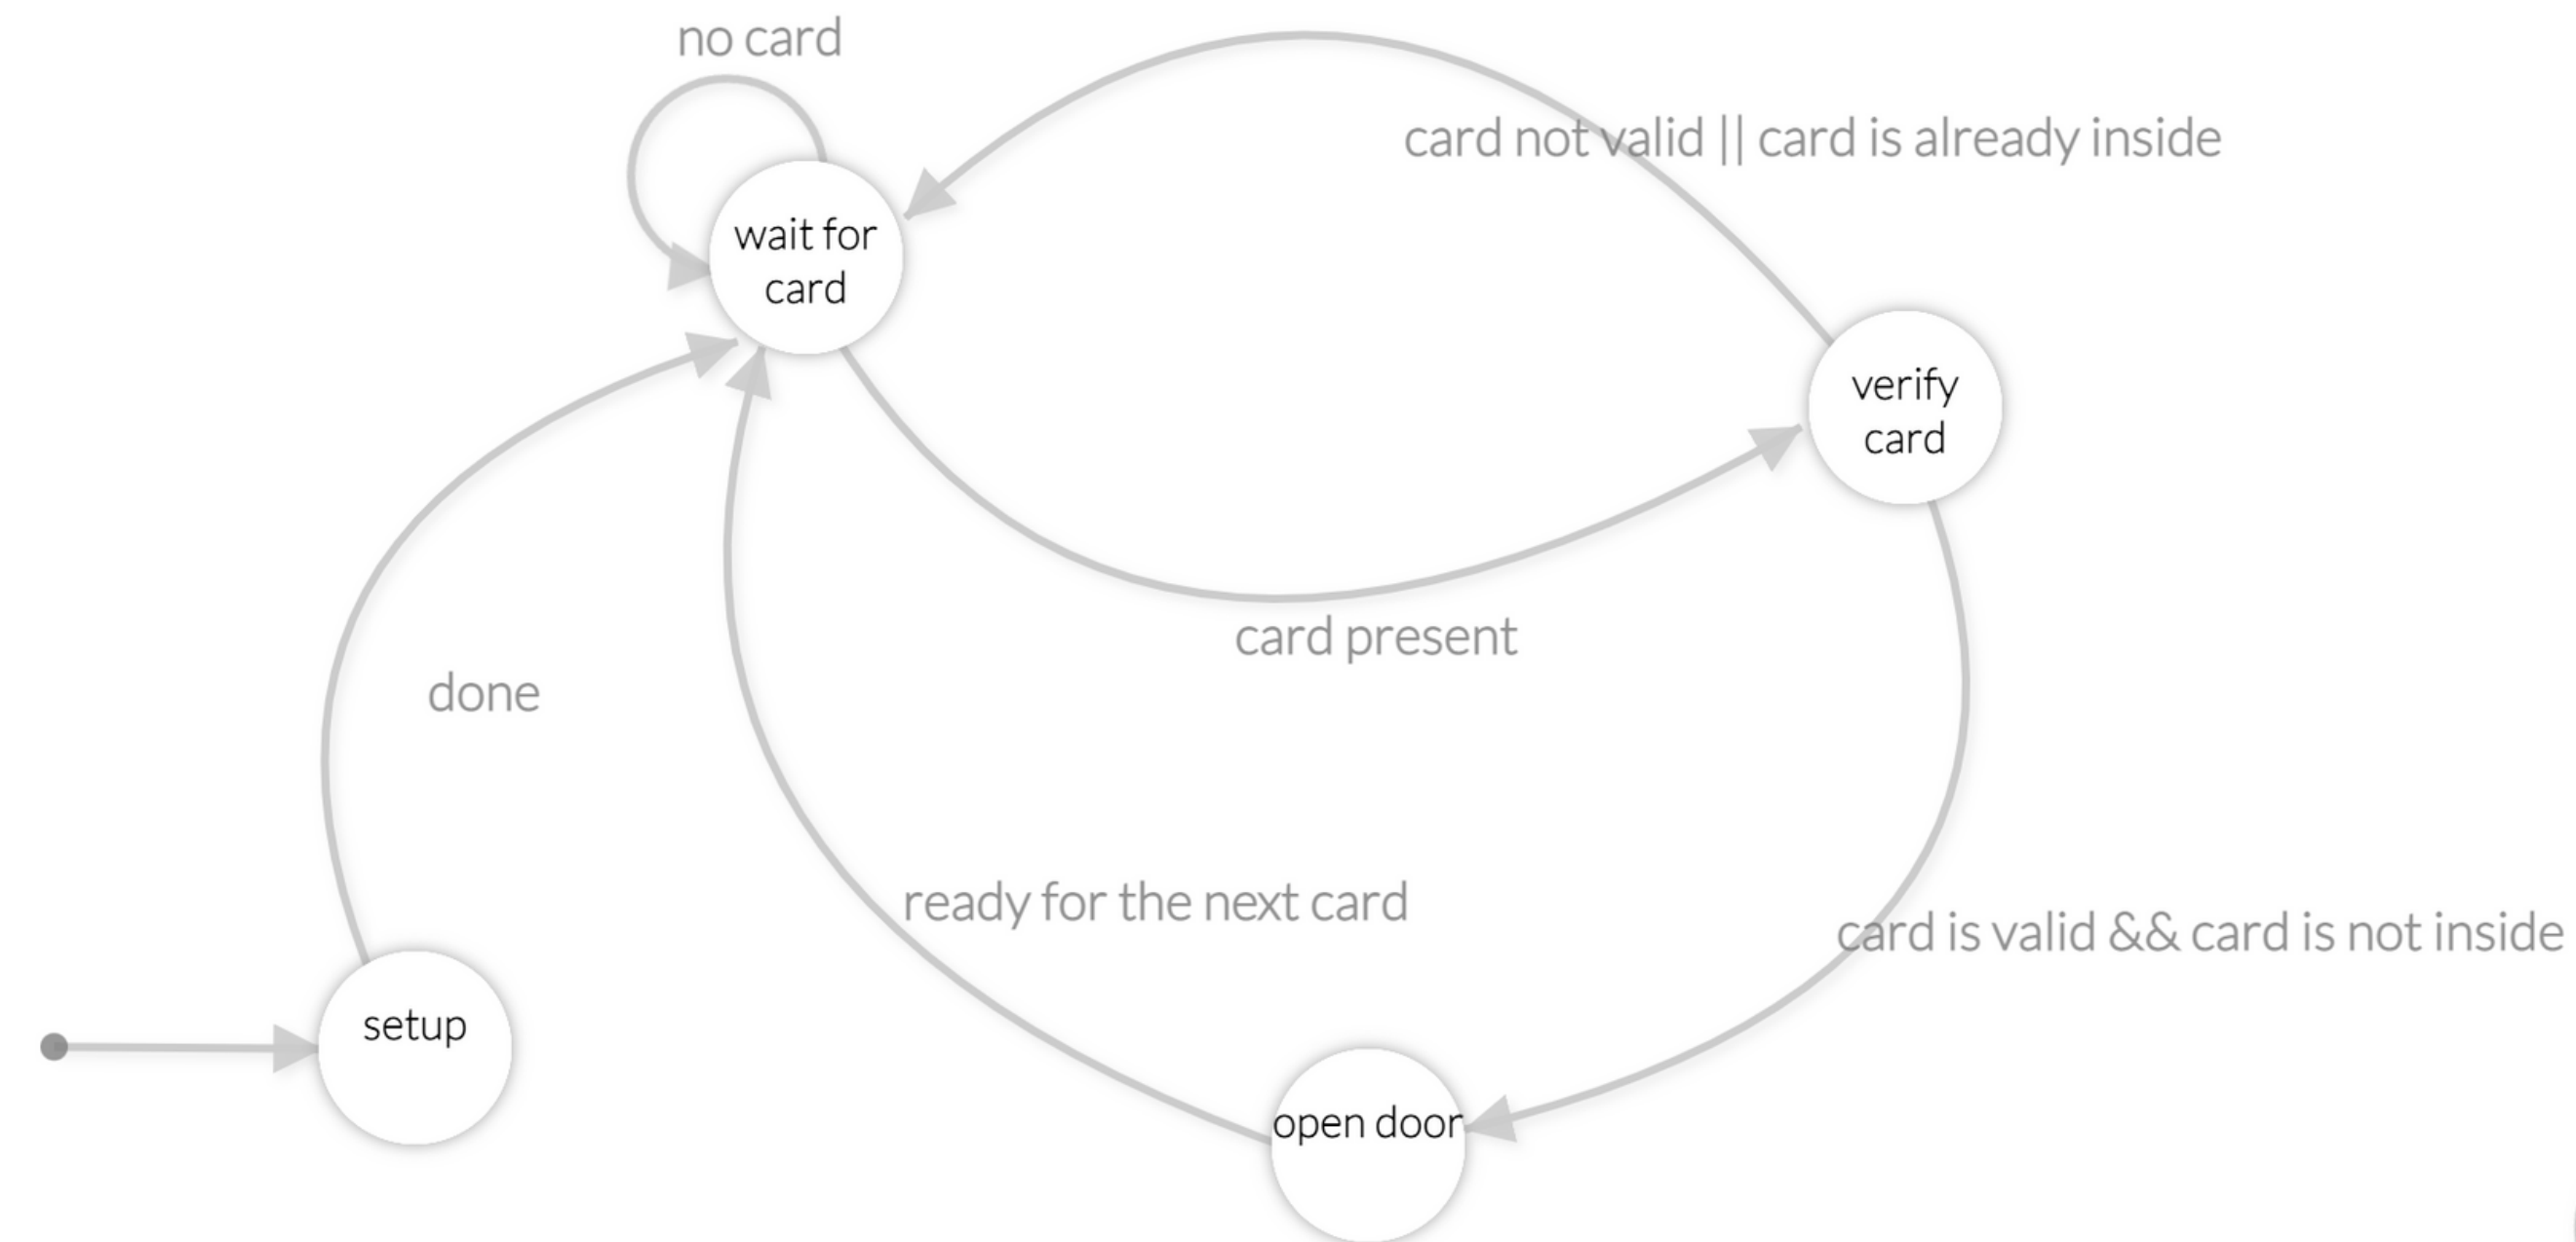 no card
card not valid || card is already inside
wait for
card
verify
card
card present
done
ready for the next card
card is valid && card is not inside
setup
open door